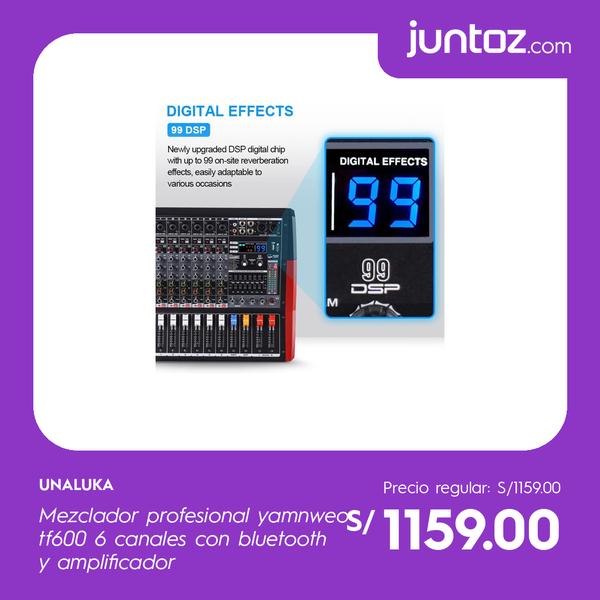 juntoz.com
DIGITAL EFFECTS
99 DSP
Newly upgraded DSP digital chip
with up to 99 on-site reverberation
effects, easily adaptable to
various occasions
DIGITAL EFFECTS
99
99
DSP
M
UNALUKA
Mezclador profesional yamnweo
tf600 6 canales con bluetooth
y amplificador
Precio regular: S/1159.00
S/ 1159.00